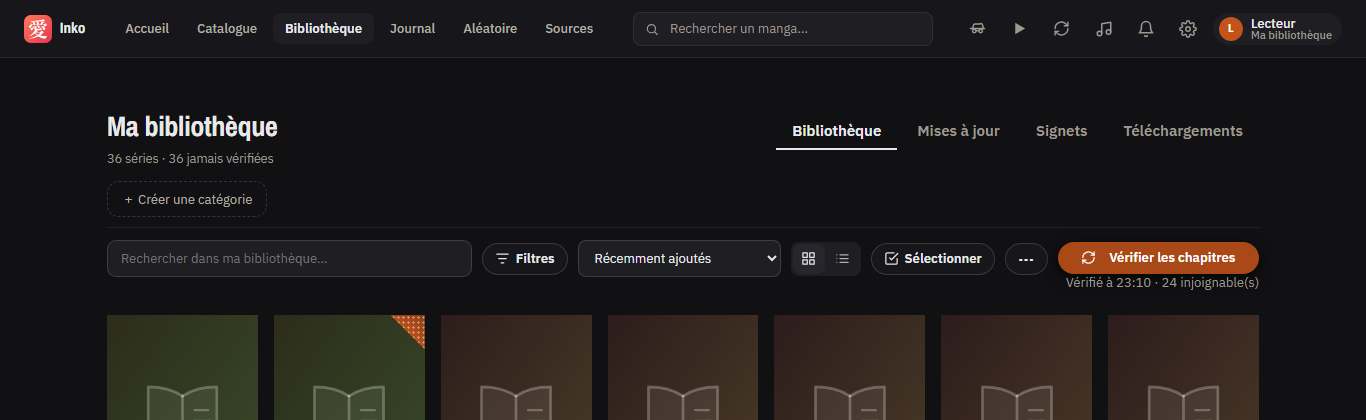 愛 Inko Accueil Catalogue Bibliothèque Journal Aléatoire Sources Rechercher un manga... L Lecteur
Ma bibliothèque
Ma bibliothèque
Bibliothèque Mises à jour Signets Téléchargements
36 séries · 36 jamais vérifiées
+ Créer une catégorie
Rechercher dans ma bibliothèque... Filtres Récemment ajoutés Sélectionner ... Vérifier les chapitres
Vérifié à 23:10 · 24 injoignable(s)